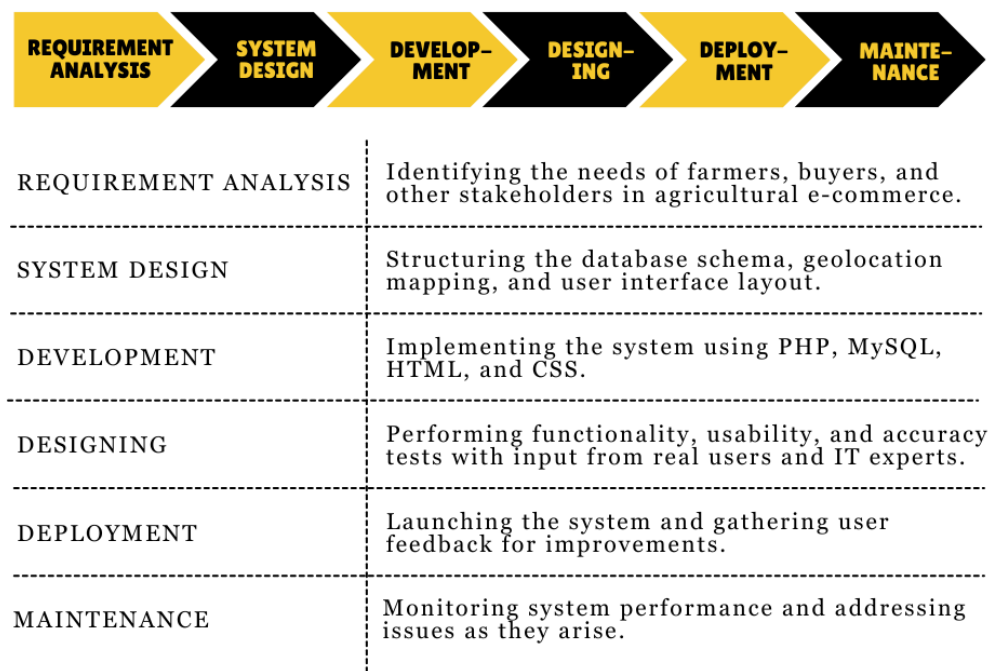 REQUIREMENT
ANALYSIS
SYSTEM
DESIGN
DEVELOP-
MENT
DESIGN-
ING
DEPLOY-
MENT
MAINTE-
NANCE
REQUIREMENT ANALYSIS
Identifying the needs of farmers, buyers, and
other stakeholders in agricultural e-commerce.
SYSTEM DESIGN
Structuring the database schema, geolocation
mapping, and user interface layout.
DEVELOPMENT
Implementing the system using PHP, MySQL,
HTML, and CSS.
DESIGNING
Performing functionality, usability, and accuracy
tests with input from real users and IT experts.
DEPLOYMENT
Launching the system and gathering user
feedback for improvements.
MAINTENANCE
Monitoring system performance and addressing
issues as they arise.